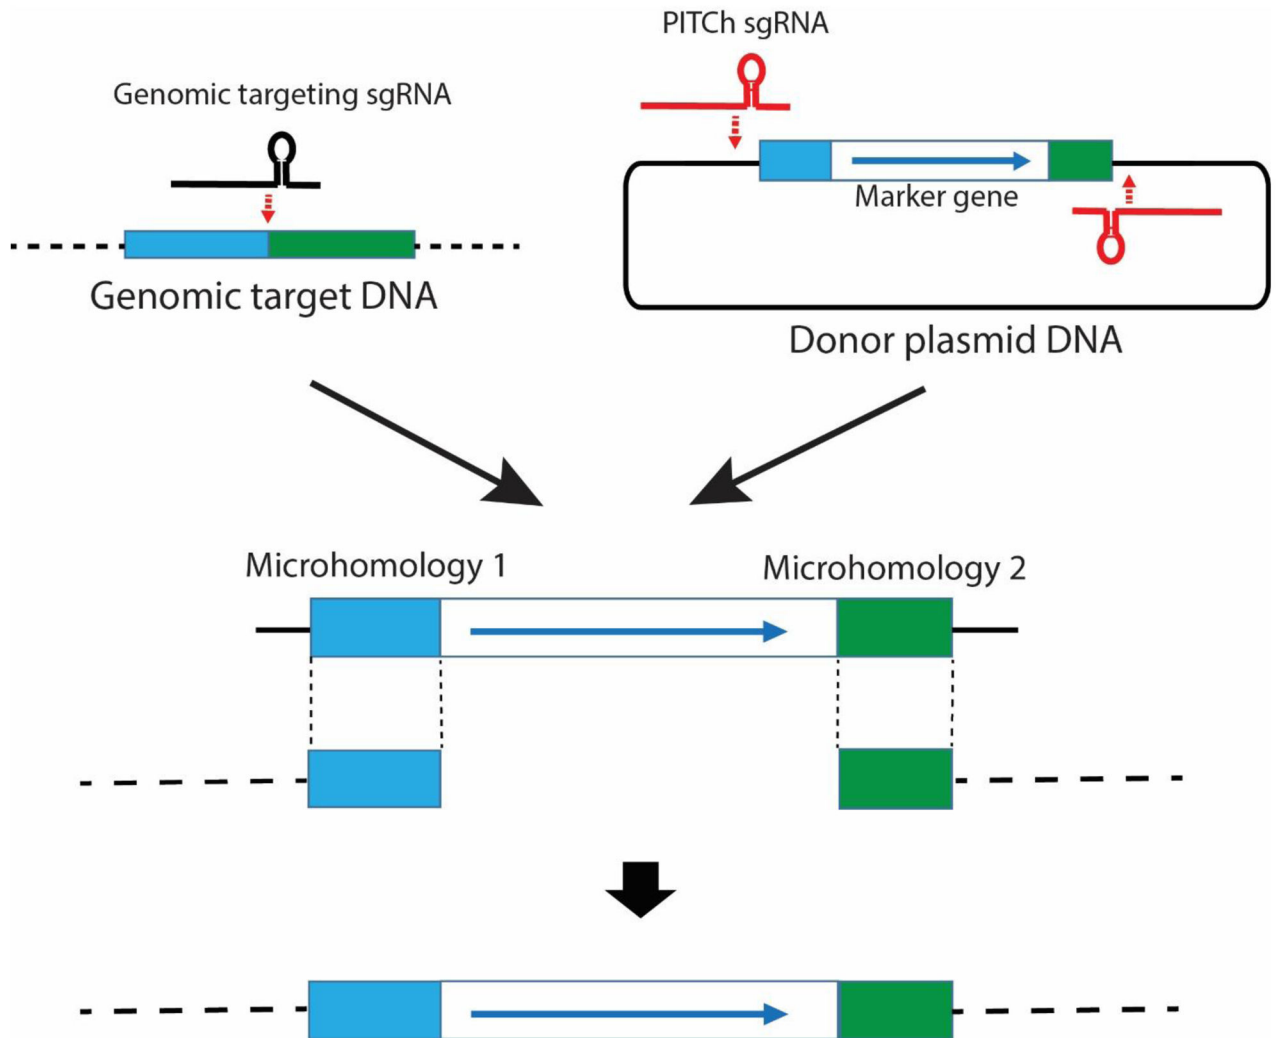 PITCh sgRNA
Genomic targeting sgRNA
Marker gene
Genomic target DNA
Donor plasmid DNA
Microhomology 1
Microhomology 2